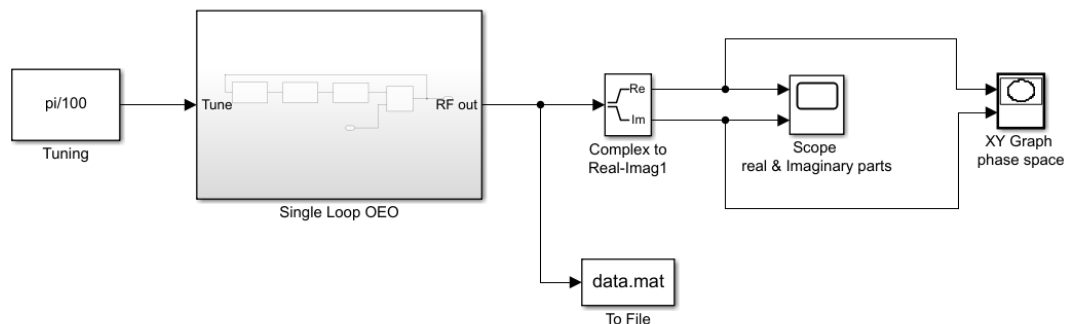 pi/100
Tuning
Tune
RF out
Single Loop OEO
Re
Im
Complex to
Real-Imag1
Scope
real & Imaginary parts
XY Graph
phase space
data.mat
To File